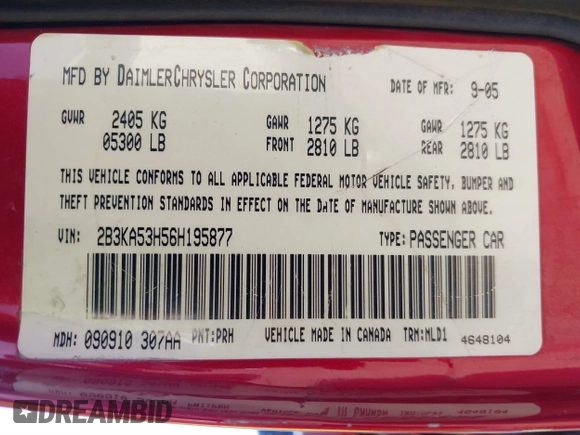 MFD BY DAIMLERCHRYSLER CORPORATION DATE OF MFR: 9-05
GVWR 2405 KG GAWR 1275 KG GAWR 1275 KG
05300 LB FRONT 2810 LB REAR 2810 LB
THIS VEHICLE CONFORMS TO ALL APPLICABLE FEDERAL MOTOR VEHICLE SAFETY, BUMPER AND
THEFT PREVENTION STANDARDS IN EFFECT ON THE DATE OF MANUFACTURE SHOWN ABOVE.
VIN: 2B3KA53H56H195877 TYPE: PASSENGER CAR
MDH: 090910 307AA PNT:PRH VEHICLE MADE IN CANADA TRM:MLD1 4648104
DREAMBID